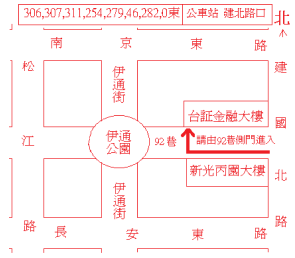 306,307,311,254,279,46,282,0東 公車站 建北路口
北
南京東路
松江路
建國北路
伊通街
台証金融大樓
伊通公園
92巷
請由92巷側門進入
新光丙園大樓
伊通街
長安東路